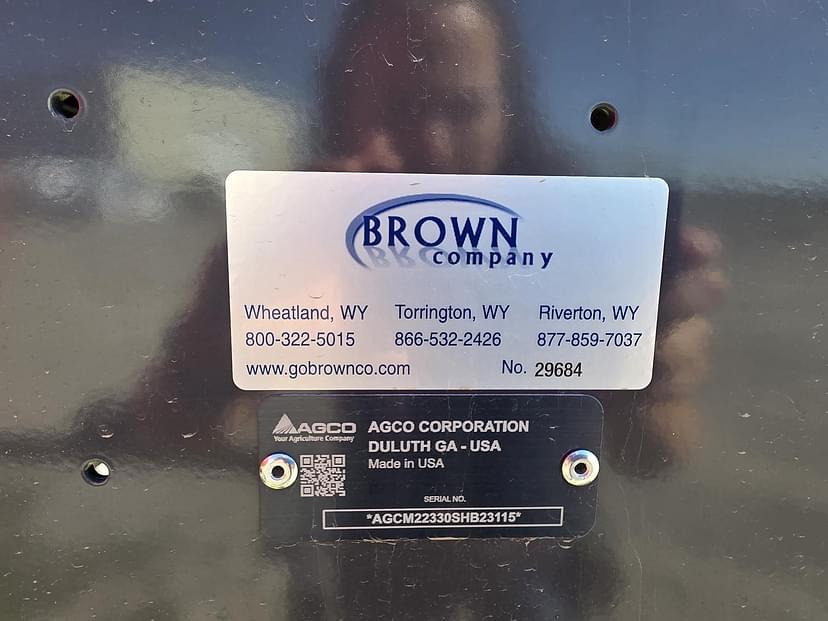 BROWN
company
Wheatland, WY Torrington, WY Riverton, WY
800-322-5015 866-532-2426 877-859-7037
www.gobrownco.com No. 29684
AGCO AGCO CORPORATION
Your Agriculture Company DULUTH GA - USA
Made in USA
SERIAL NO.
*AGCM22330SHB23115*